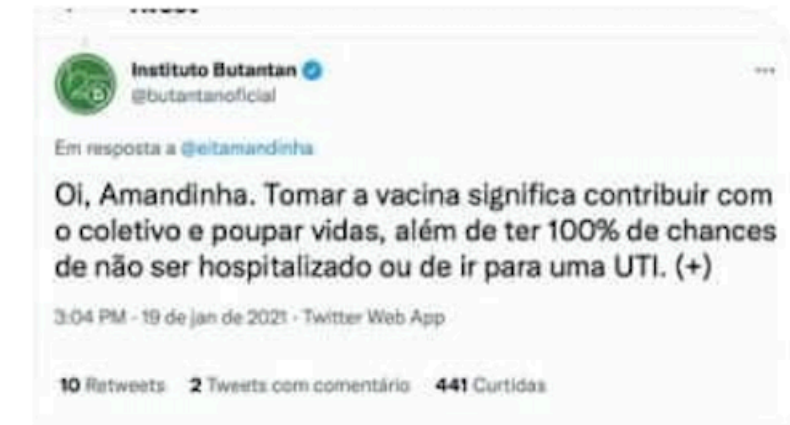 Instituto Butantan
@butantanoficial
Em resposta a @eitamandinha
Oi, Amandinha. Tomar a vacina significa contribuir com
o coletivo e poupar vidas, além de ter 100% de chances
de não ser hospitalizado ou de ir para uma UTI. (+)
3:04 PM · 19 de jan de 2021 · Twitter Web App
10 Retweets 2 Tweets com comentário 441 Curtidas